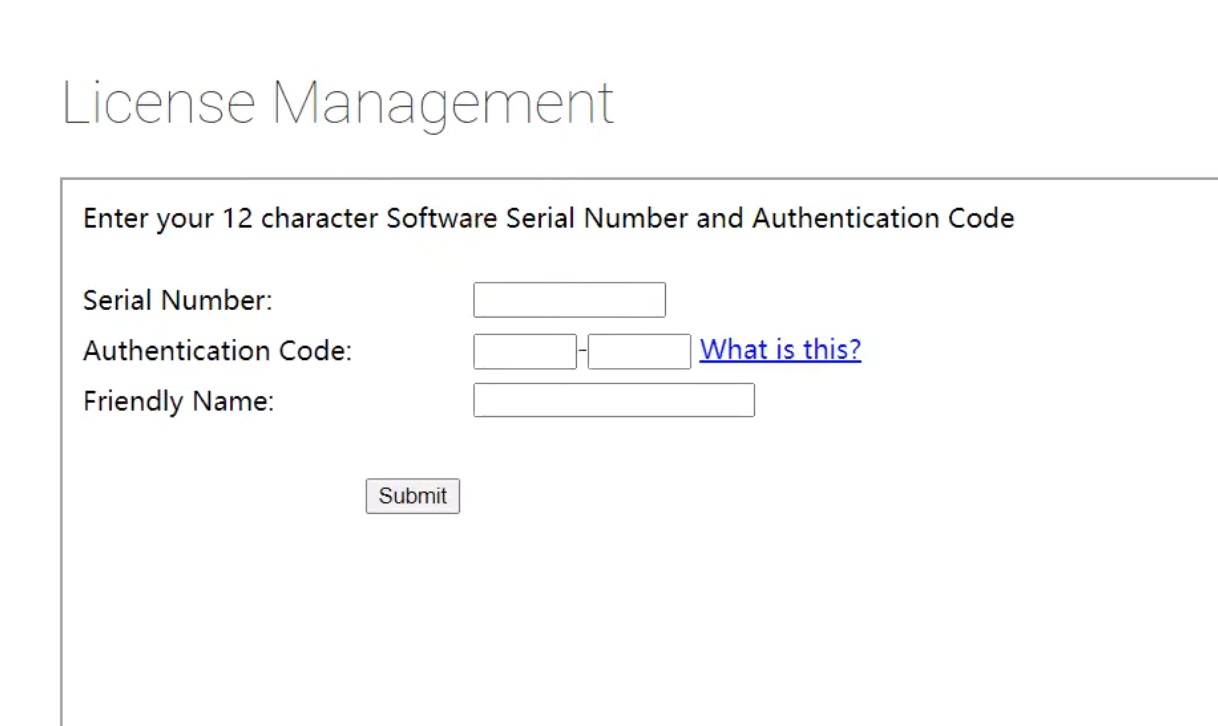 License Management
Enter your 12 character Software Serial Number and Authentication Code
Serial Number:
Authentication Code: - What is this?
Friendly Name:
Submit